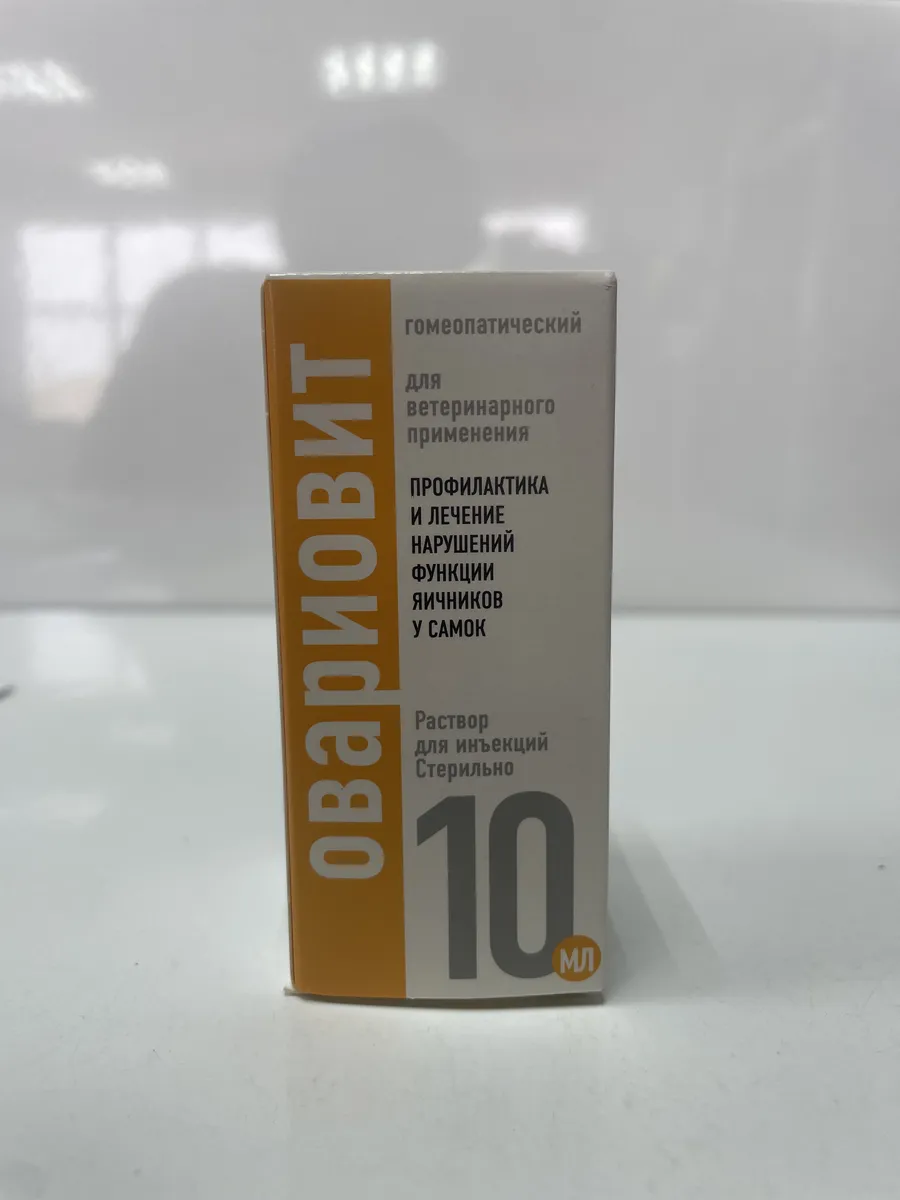 овариовит
гомеопатический
для
ветеринарного
применения
ПРОФИЛАКТИКА
И ЛЕЧЕНИЕ
НАРУШЕНИЙ
ФУНКЦИИ
ЯИЧНИКОВ
У САМОК
Раствор
для инъекций
Стерильно
10
МЛ